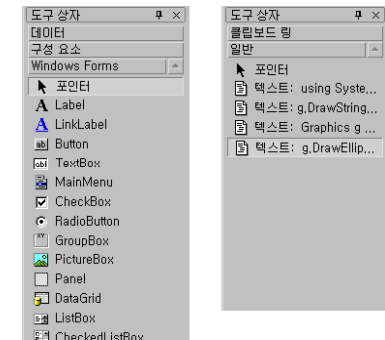 도구 상자
데이터
구성 요소
Windows Forms
포인터
Label
LinkLabel
Button
TextBox
MainMenu
CheckBox
RadioButton
GroupBox
PictureBox
Panel
DataGrid
ListBox
CheckedListBox
도구 상자
클립보드 링
일반
포인터
텍스트: using Syste...
텍스트: g.DrawString...
텍스트: Graphics g ...
텍스트: g.DrawEllip...